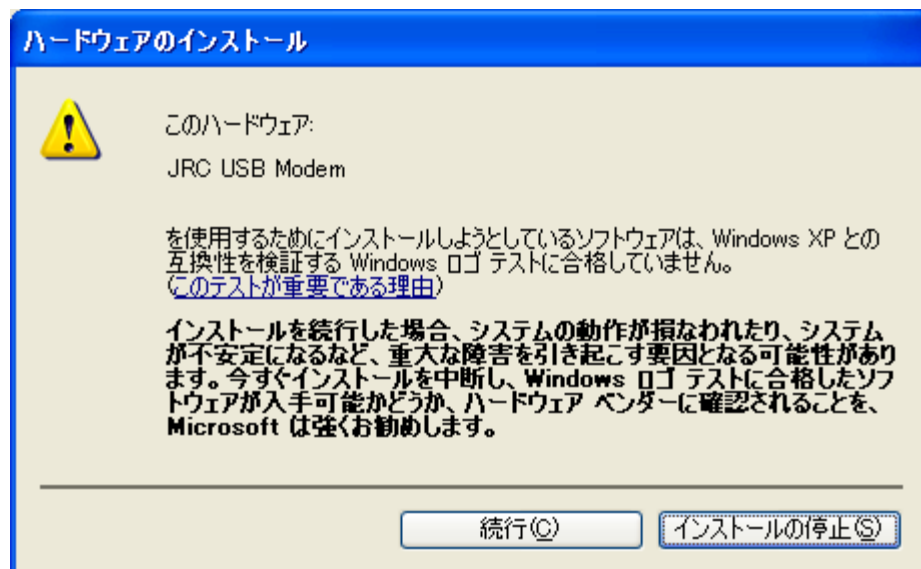 ハードウェアのインストール
このハードウェア:
JRC USB Modem
を使用するためにインストールしようとしているソフトウェアは、Windows XP との
互換性を検証する Windows ロゴ テストに合格していません。
(このテストが重要である理由)
インストールを続行した場合、システムの動作が損なわれたり、システム
が不安定になるなど、重大な障害を引き起こす要因となる可能性があり
ます。今すぐインストールを中断し、Windows ロゴ テストに合格したソフ
トウェアが入手可能かどうか、ハードウェア ベンダーに確認されることを、
Microsoft は強くお勧めします。
続行(C)
インストールの停止(S)